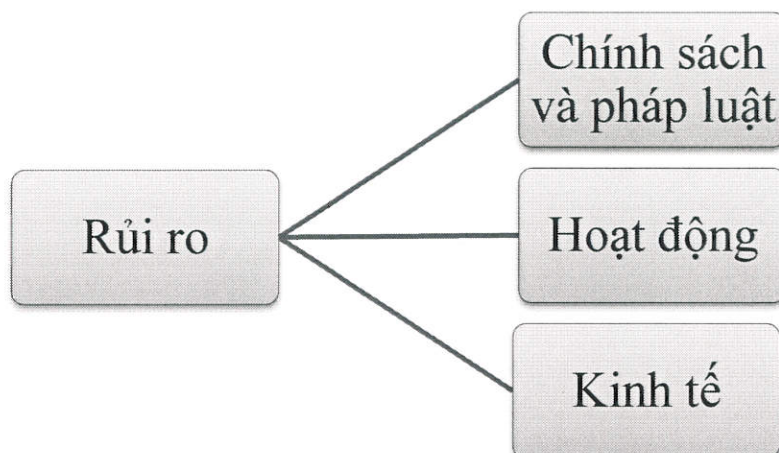 Chính sách
và pháp luật
Rủi ro
Hoạt động
Kinh tế